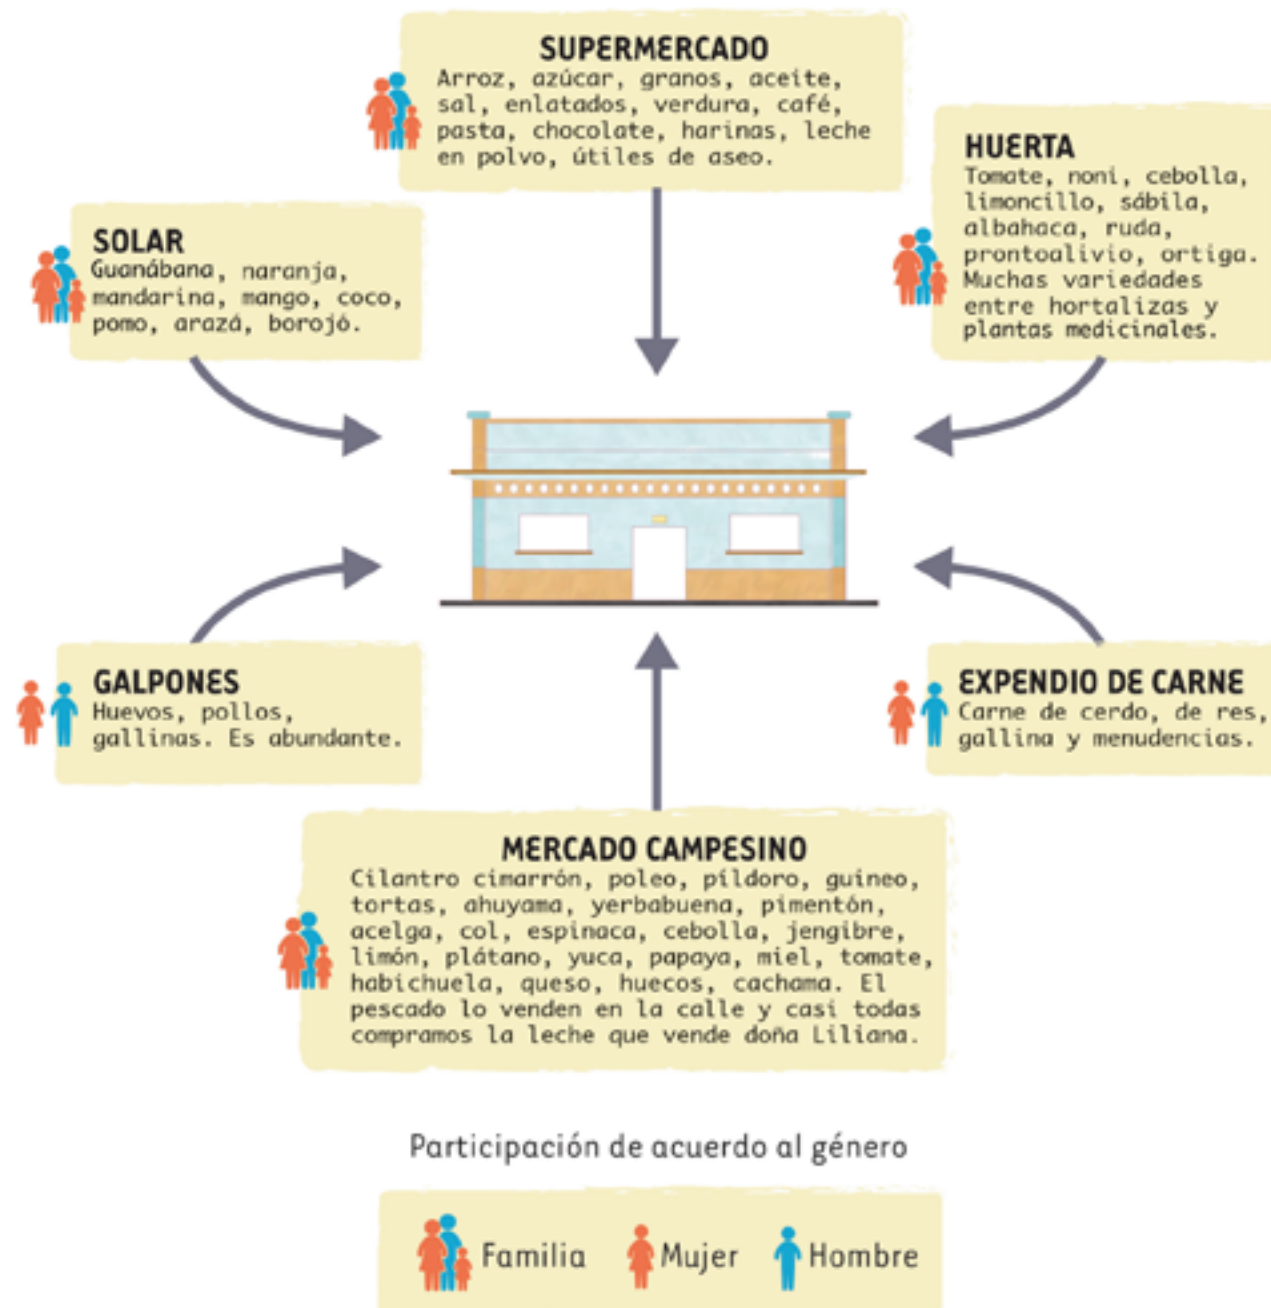 SUPERMERCADO
Arroz, azúcar, granos, aceite,
sal, enlatados, verdura, café,
pasta, chocolate, harinas, leche
en polvo, útiles de aseo.
HUERTA
Tomate, noni, cebolla,
limoncillo, sábila,
albahaca, ruda,
prontoalivio, ortiga.
Muchas variedades
entre hortalizas y
plantas medicinales.
SOLAR
Guanábana, naranja,
mandarina, mango, coco,
pomo, arazá, borojó.
GALPONES
Huevos, pollos,
gallinas. Es abundante.
EXPENDIO DE CARNE
Carne de cerdo, de res,
gallina y menudencias.
MERCADO CAMPESINO
Cilantro cimarrón, poleo, píldoro, guineo,
tortas, ahuyama, yerbabuena, pimentón,
acelga, col, espinaca, cebolla, jengibre,
limón, plátano, yuca, papaya, miel, tomate,
habichuela, queso, huecos, cachama. El
pescado lo venden en la calle y casi todas
compramos la leche que vende doña Liliana.
Participación de acuerdo al género
Familia Mujer Hombre